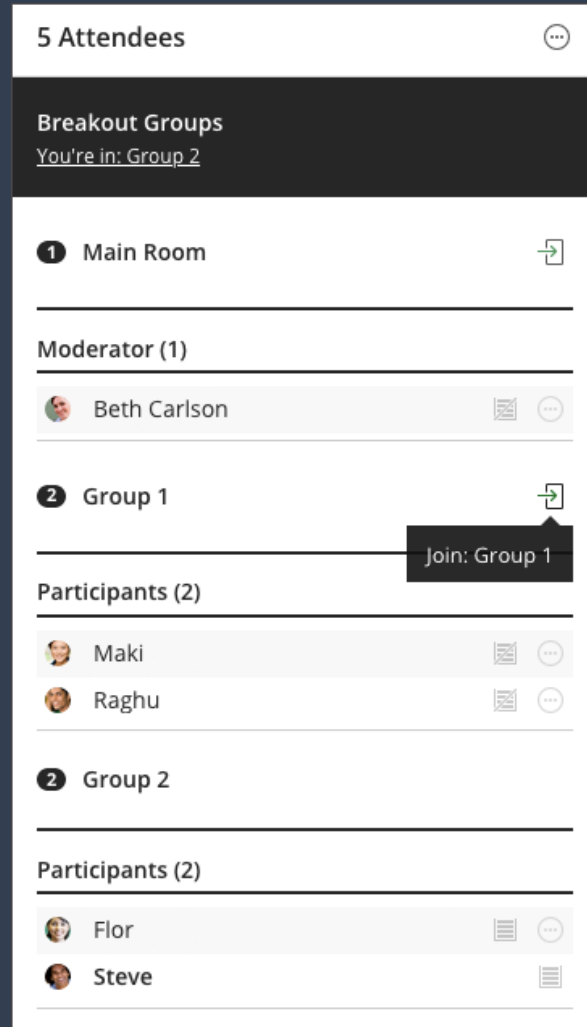 5 Attendees
Breakout Groups
You're in: Group 2
1 Main Room
Moderator (1)
Beth Carlson
2 Group 1
Join: Group 1
Participants (2)
Maki
Raghu
2 Group 2
Participants (2)
Flor
Steve